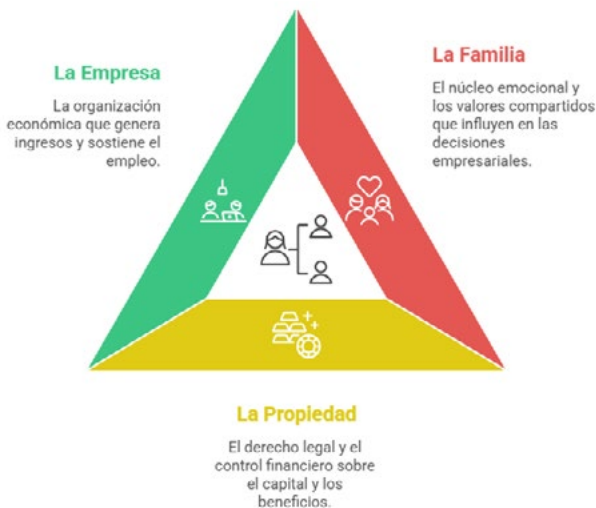 La Empresa
La organización
económica que genera
ingresos y sostiene el
empleo.
La Familia
El núcleo emocional y
los valores compartidos
que influyen en las
decisiones
empresariales.
La Propiedad
El derecho legal y el
control financiero sobre
el capital y los
beneficios.